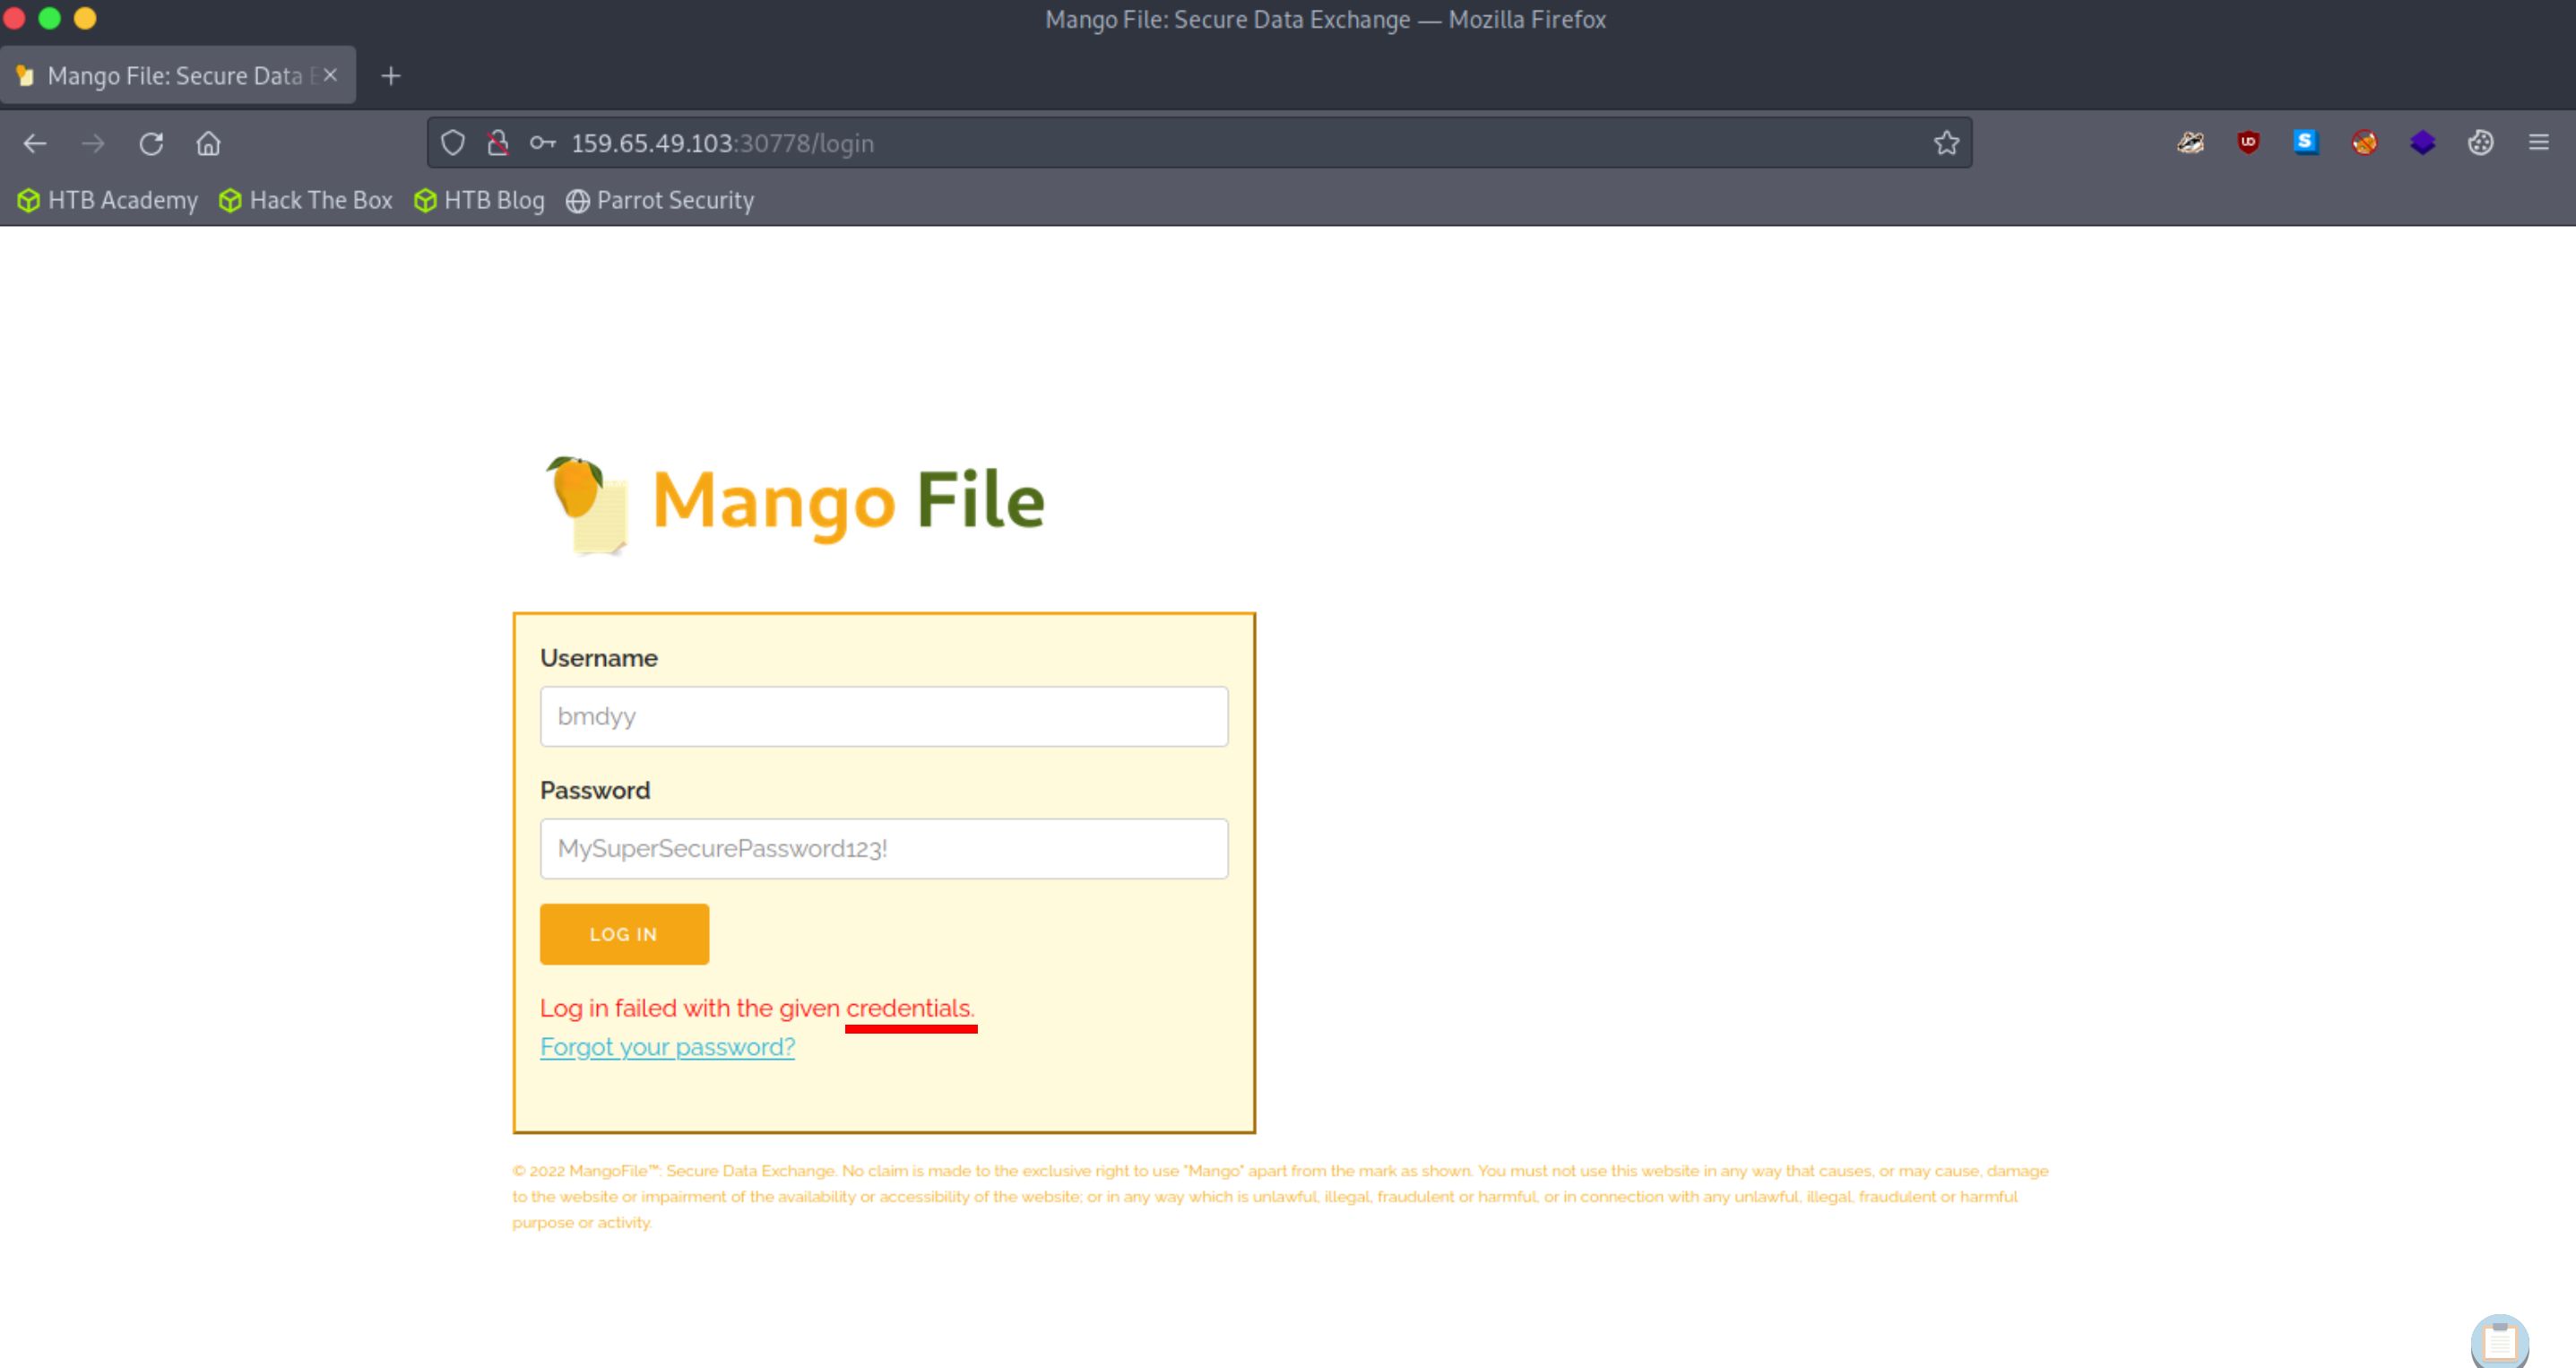 Mango File: Secure Data Exchange — Mozilla Firefox
Mango File: Secure Data
159.65.49.103:30778/login
HTB Academy Hack The Box HTB Blog Parrot Security
Mango File
Username
bmdyy
Password
MySuperSecurePassword123!
LOG IN
Log in failed with the given credentials.
Forgot your password?
© 2022 MangoFile™: Secure Data Exchange. No claim is made to the exclusive right to use "Mango" apart from the mark as shown. You must not use this website in any way that causes, or may cause, damage
to the website or impairment of the availability or accessibility of the website; or in any way which is unlawful, illegal, fraudulent or harmful, or in connection with any unlawful, illegal, fraudulent or harmful
purpose or activity.